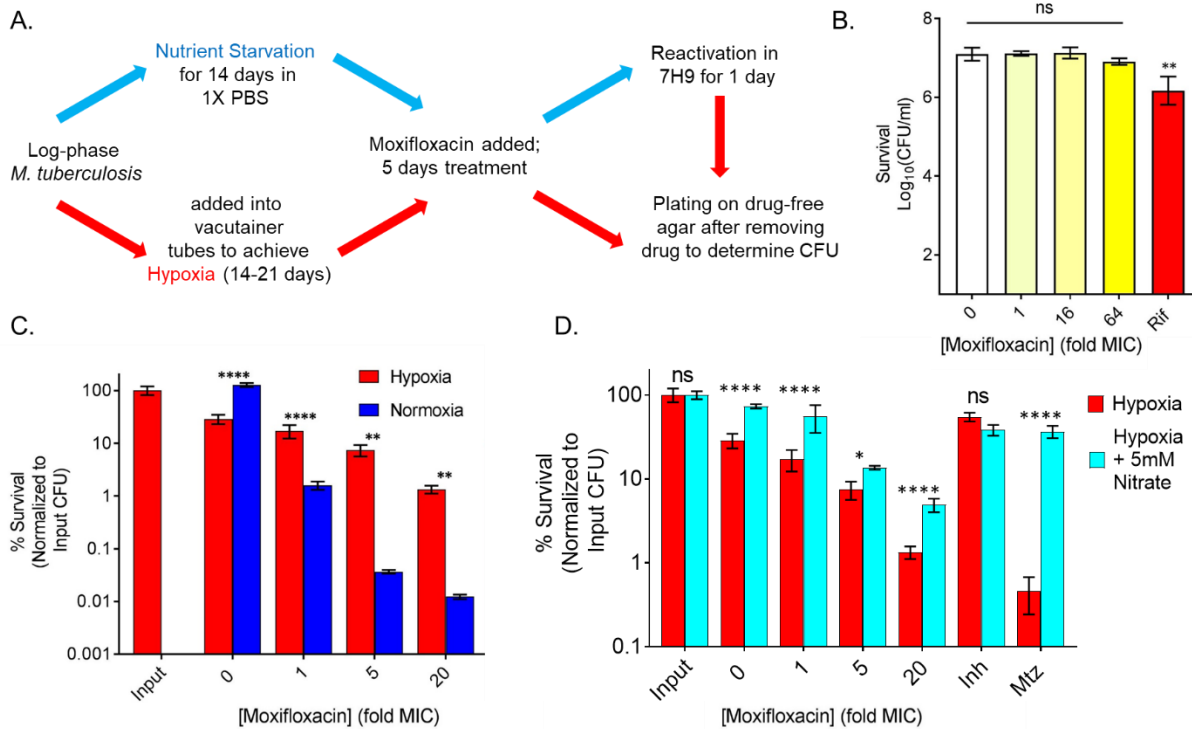 A.
Nutrient Starvation
for 14 days in
1X PBS
Log-phase
M. tuberculosis
added into
vacutainer
tubes to achieve
Hypoxia (14-21 days)
Moxifloxacin added;
5 days treatment
Reactivation in
7H9 for 1 day
Plating on drug-free
agar after removing
drug to determine CFU
B.
ns
**
Survival
Log10(CFU/ml)
8
6
4
2
0
1
16
64
Rif
[Moxifloxacin] (fold MIC)
C.
% Survival
(Normalized to
Input CFU)
100
10
1
0.1
0.01
0.001
****
****
**
**
Hypoxia
Normoxia
Input
0
1
5
20
[Moxifloxacin] (fold MIC)
D.
% Survival
(Normalized to
Input CFU)
100
10
1
0.1
ns
****
****
*
****
ns
****
Hypoxia
Hypoxia
+ 5mM
Nitrate
Input
0
1
5
20
Inh
Mtz
[Moxifloxacin] (fold MIC)